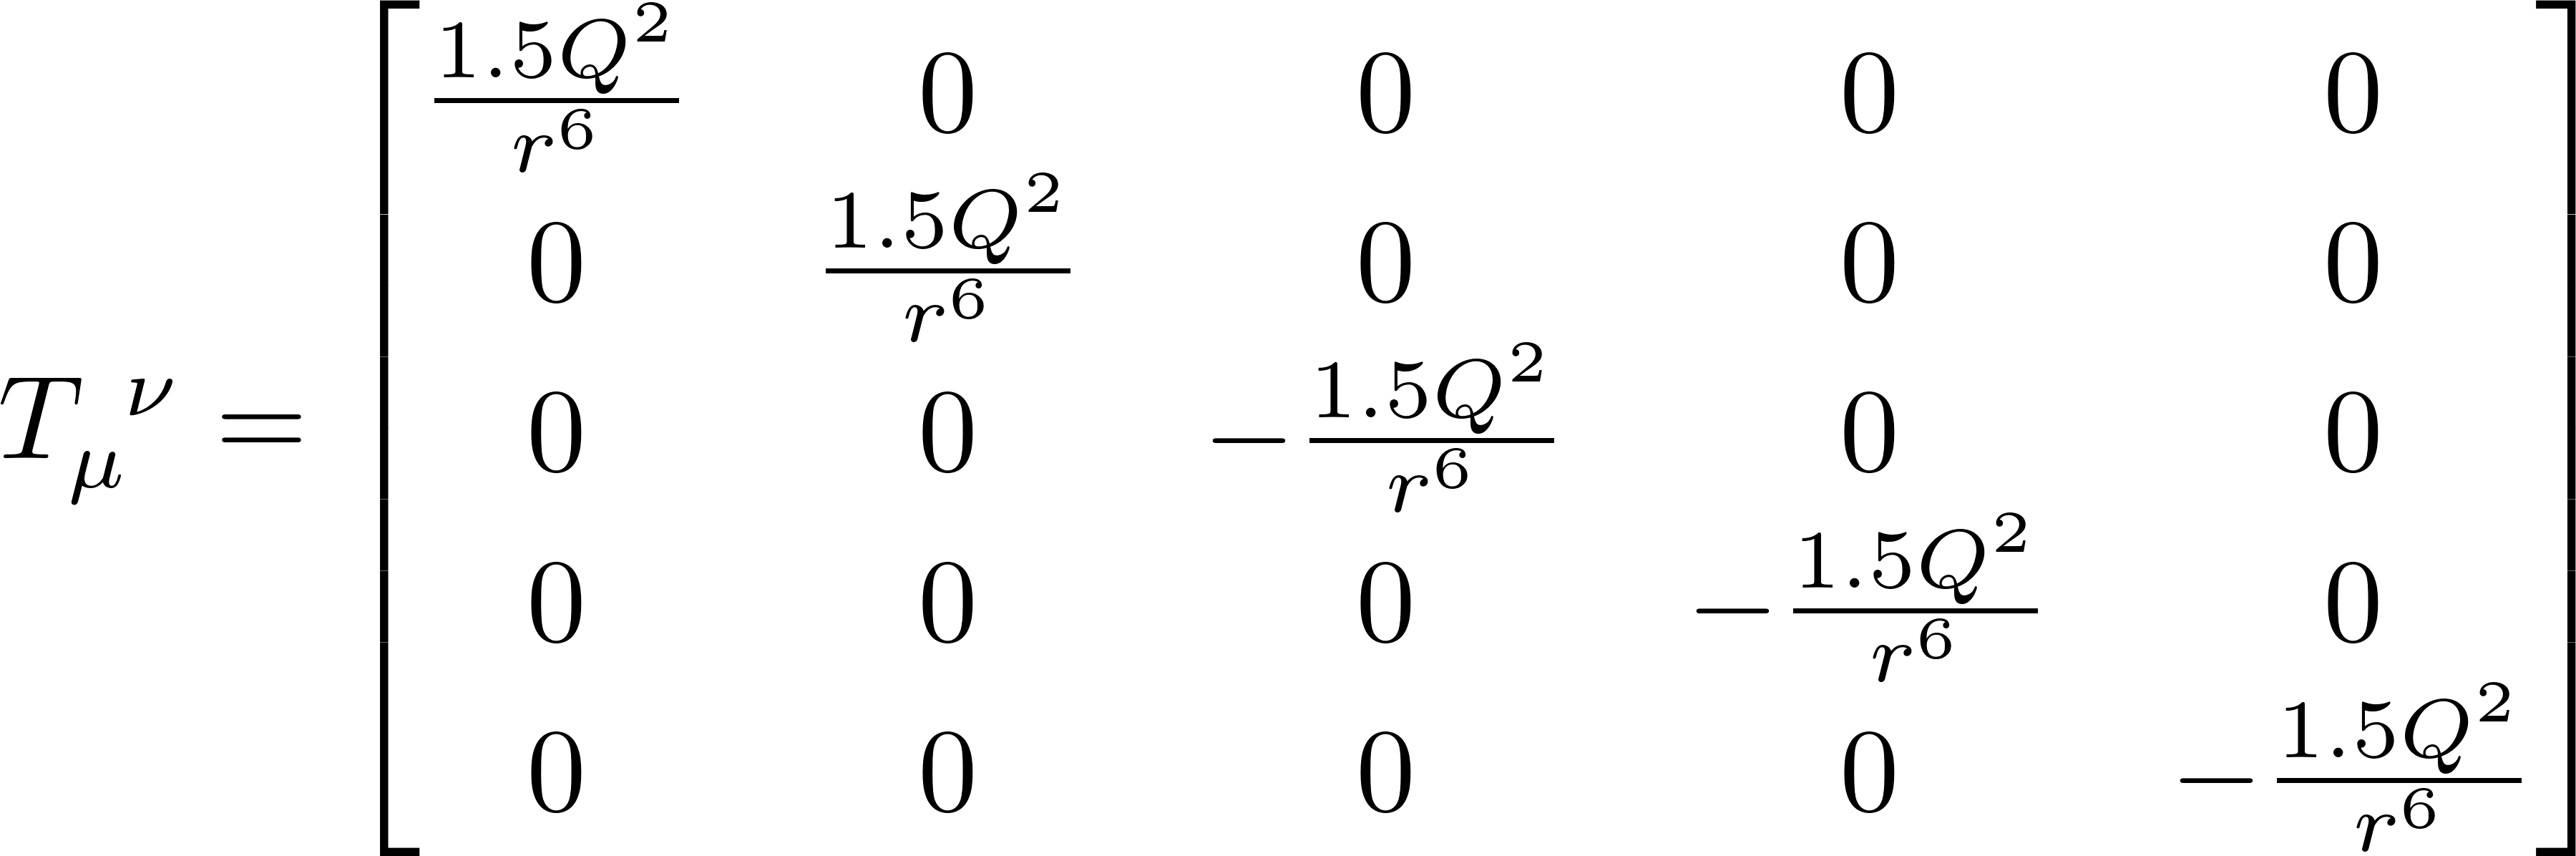 T_μ^ν = [ 1.5Q²/r⁶ 0 0 0 0
0 1.5Q²/r⁶ 0 0 0
0 0 −1.5Q²/r⁶ 0 0
0 0 0 −1.5Q²/r⁶ 0
0 0 0 0 −1.5Q²/r⁶ ]